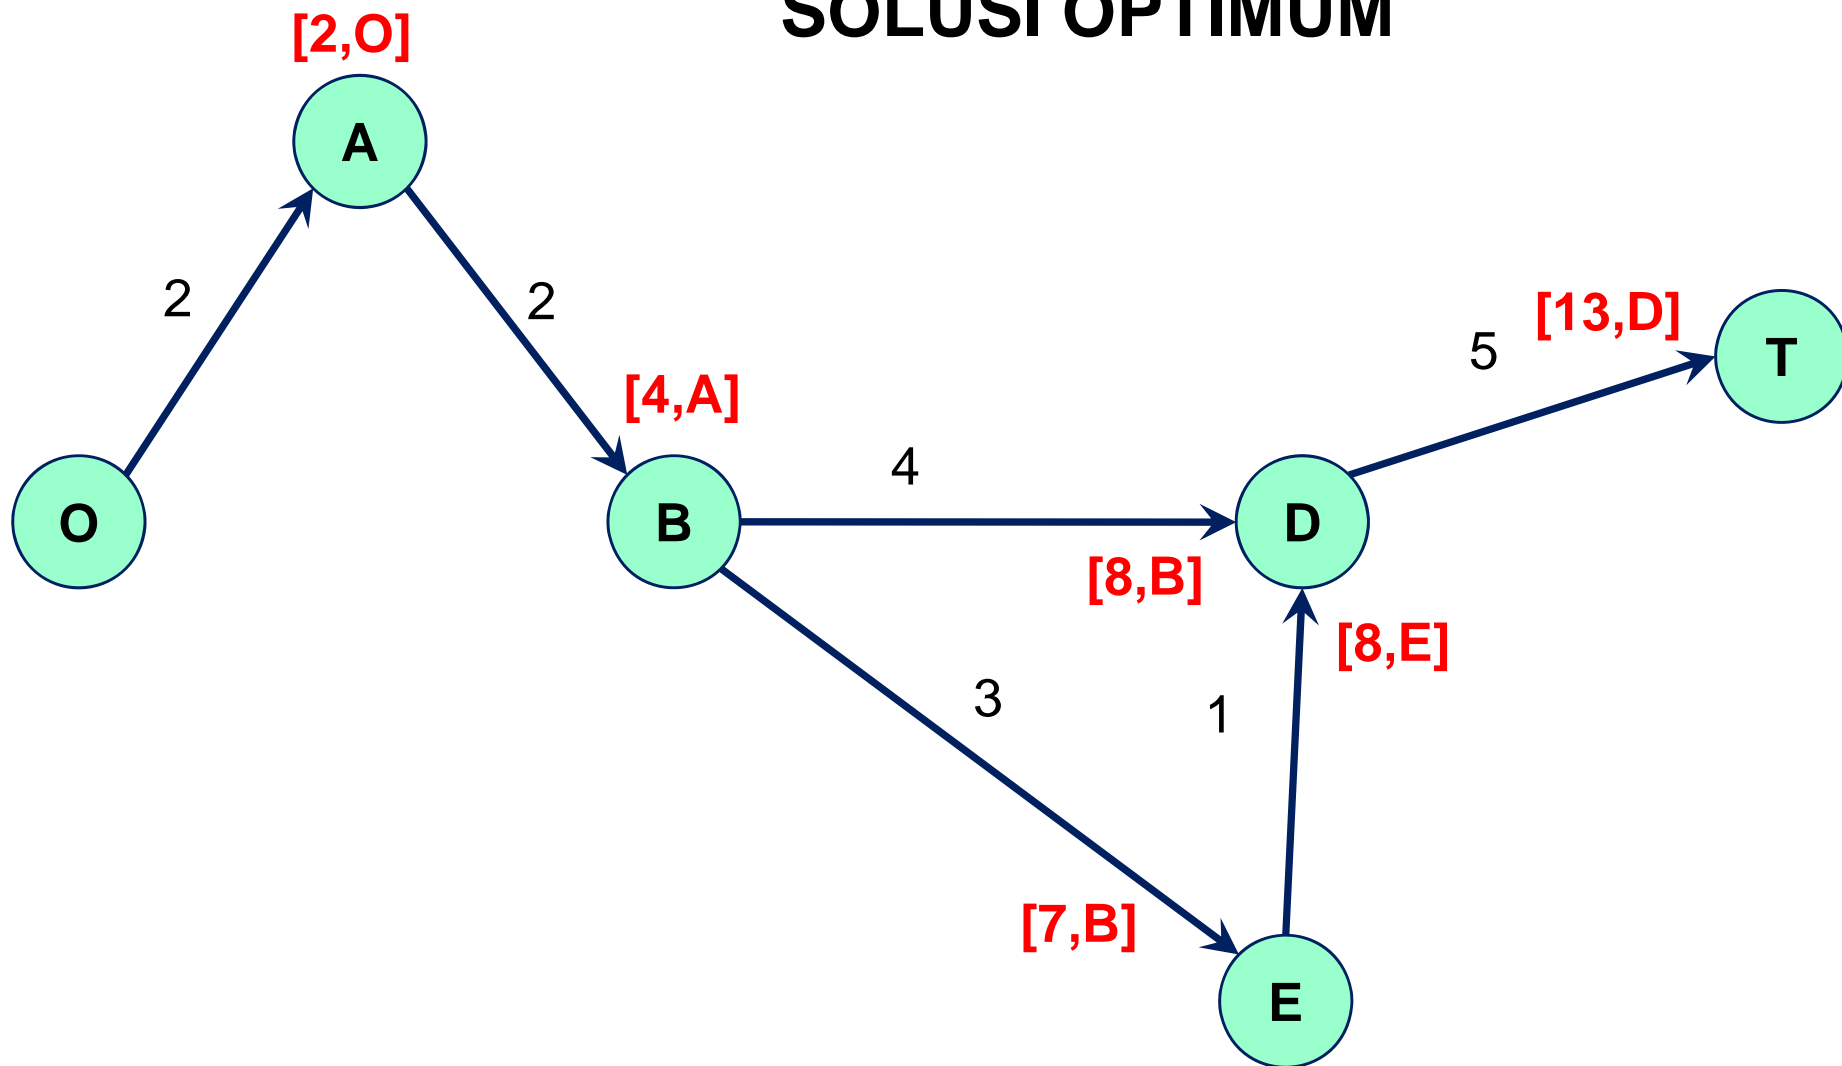 SOLUSI OPTIMUM
[2,O]
A
2
2
[13,D]
5
T
[4,A]
4
O
B
D
[8,B]
[8,E]
3
1
[7,B]
E